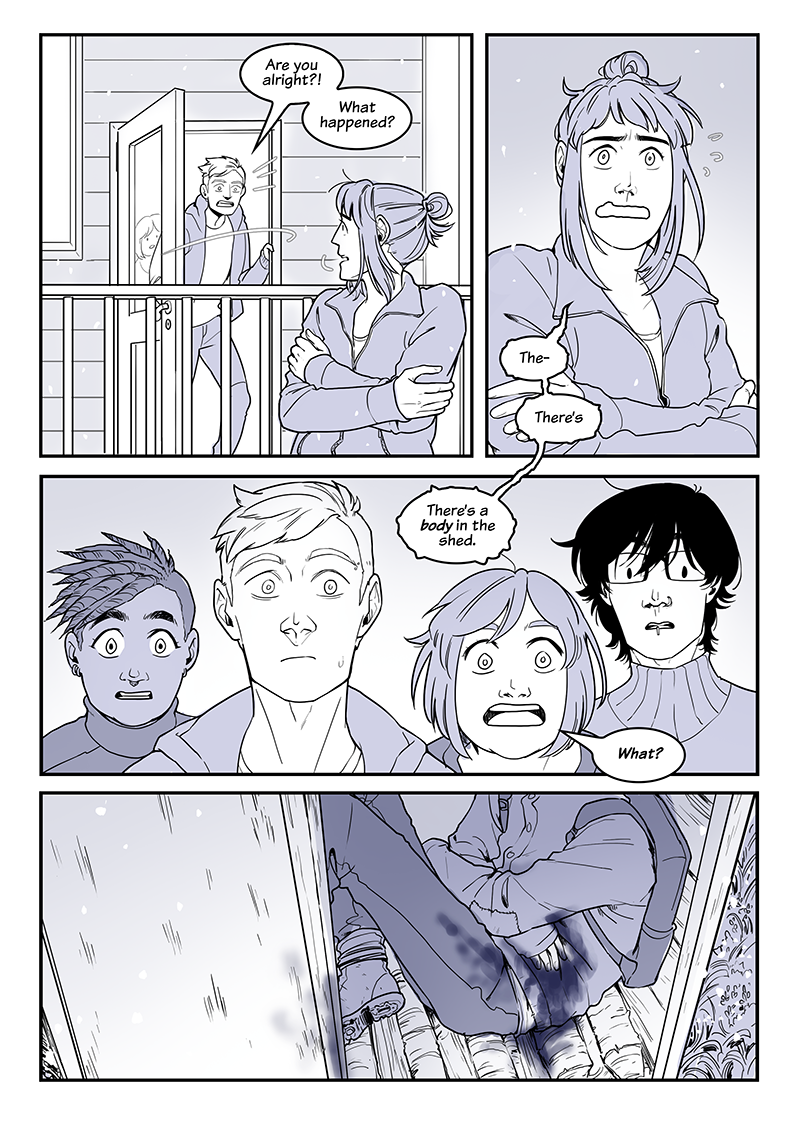 Are you
alright?!
What
happened?
The-
There's
There's a
body in the
shed.
What?